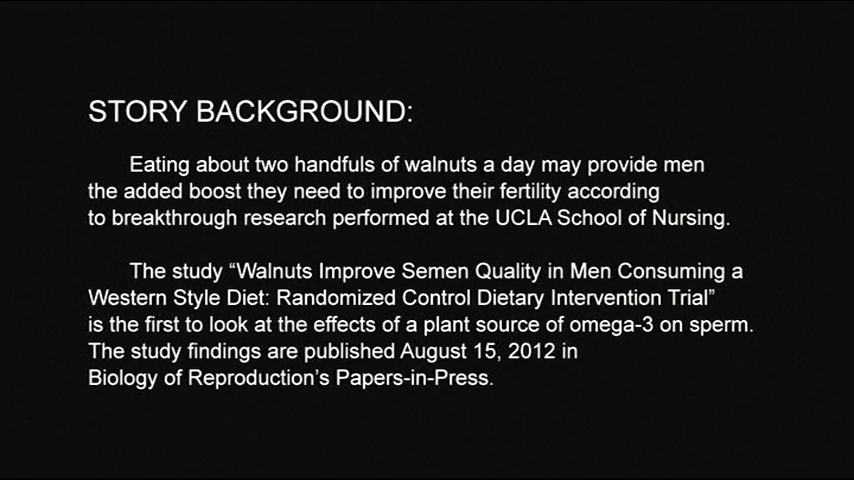 STORY BACKGROUND:
Eating about two handfuls of walnuts a day may provide men
the added boost they need to improve their fertility according
to breakthrough research performed at the UCLA School of Nursing.
The study “Walnuts Improve Semen Quality in Men Consuming a
Western Style Diet: Randomized Control Dietary Intervention Trial”
is the first to look at the effects of a plant source of omega-3 on sperm.
The study findings are published August 15, 2012 in
Biology of Reproduction’s Papers-in-Press.